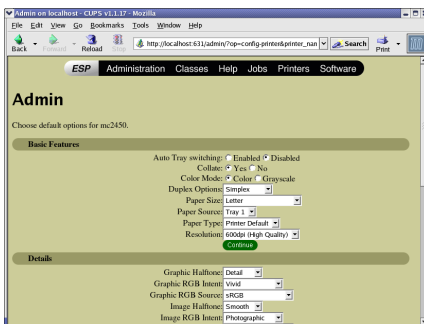 Admin on localhost - CUPS v1.1.17 - Mozilla
File Edit View Go Bookmarks Tools Window Help
Back Forward Reload Stop http://localhost:631/admin/?op=config-printer&printer_nan Search Print
ESP Administration Classes Help Jobs Printers Software
Admin
Choose default options for mc2450.
Basic Features
Auto Tray switching: Enabled Disabled
Collate: Yes No
Color Mode: Color Grayscale
Duplex Options: Simplex
Paper Size: Letter
Paper Source: Tray 1
Paper Type: Printer Default
Resolution: 600dpi (High Quality)
Continue
Details
Graphic Halftone: Detail
Graphic RGB Intent: Vivid
Graphic RGB Source: sRGB
Image Halftone: Smooth
Image RGB Intent: Photographic